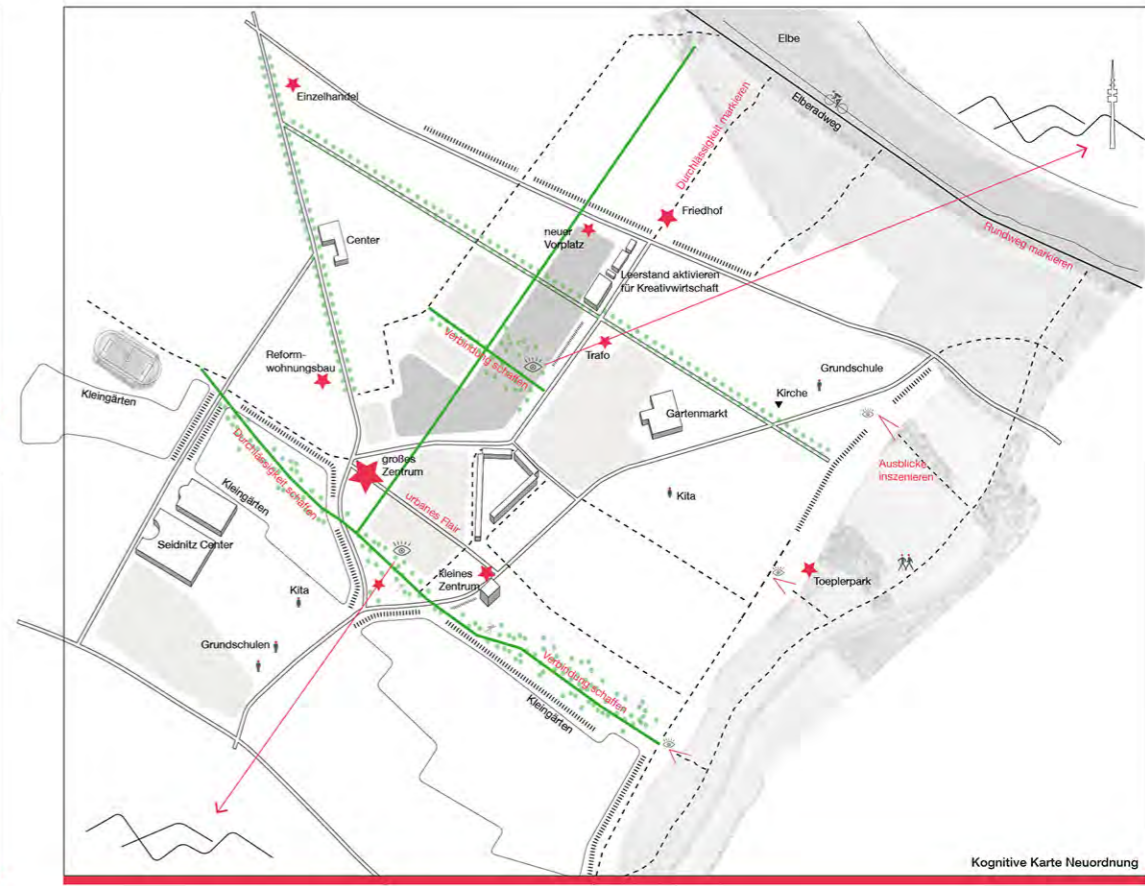 Elbe
Einzelhandel
Durchlässigkeit markieren
Elberadweg
Friedhof
neuer
Vorplatz
Center
Rundweg markieren
Leerstand aktivieren
für Kreativwirtschaft
Verbindung schaffen
Trafo
Reform-
wohnungsbau
Grundschule
Kirche
Kleingärten
Gartenmarkt
Durchlässigkeit schaffen
großes
Zentrum
Ausblicke
inszenieren
Kleingärten
urbanes Flair
Kita
Seidnitz Center
kleines
Zentrum
Toeplerpark
Kita
Grundschulen
Verbindung schaffen
Kleingärten
Kognitive Karte Neuordnung